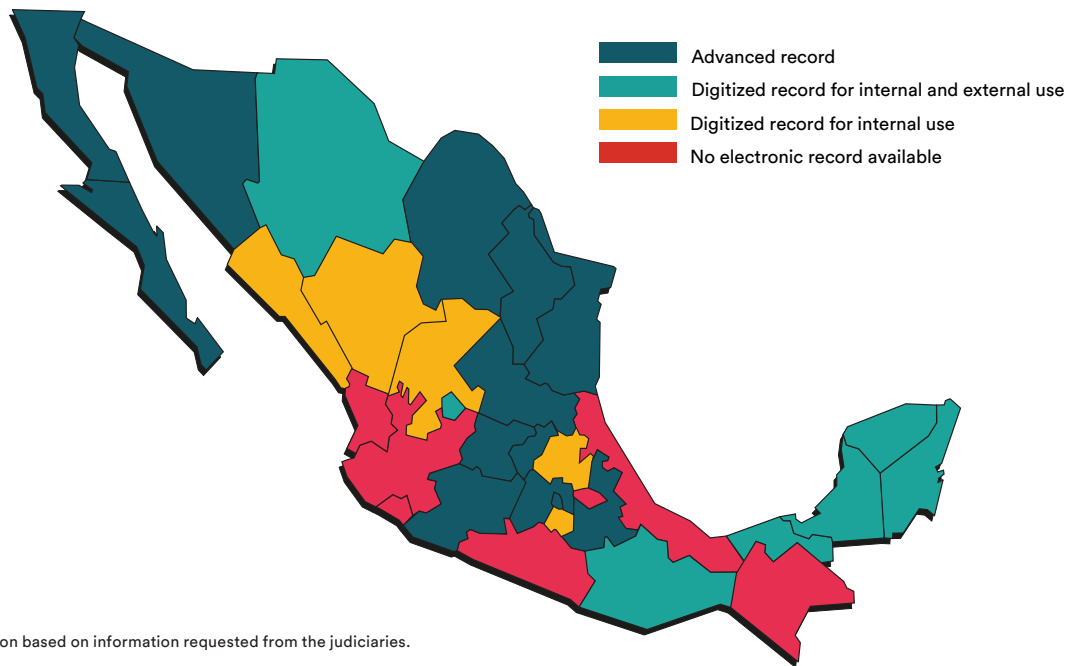 Advanced record
Digitized record for internal and external use
Digitized record for internal use
No electronic record available
on based on information requested from the judiciaries.